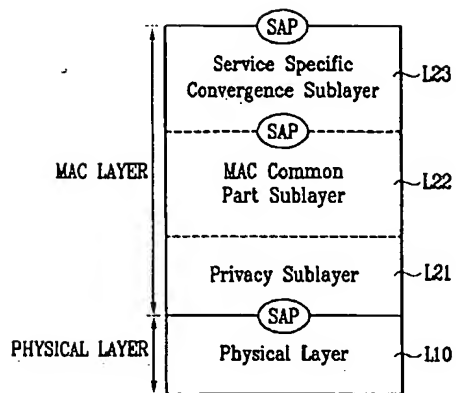 SAP
Service Specific
Convergence Sublayer
L23
SAP
MAC LAYER
MAC Common
Part Sublayer
L22
Privacy Sublayer
L21
SAP
PHYSICAL LAYER
Physical Layer
L10